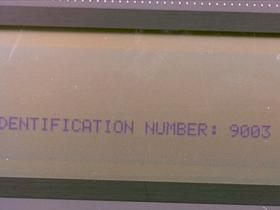 DENTIFICATION NUMBER: 9003